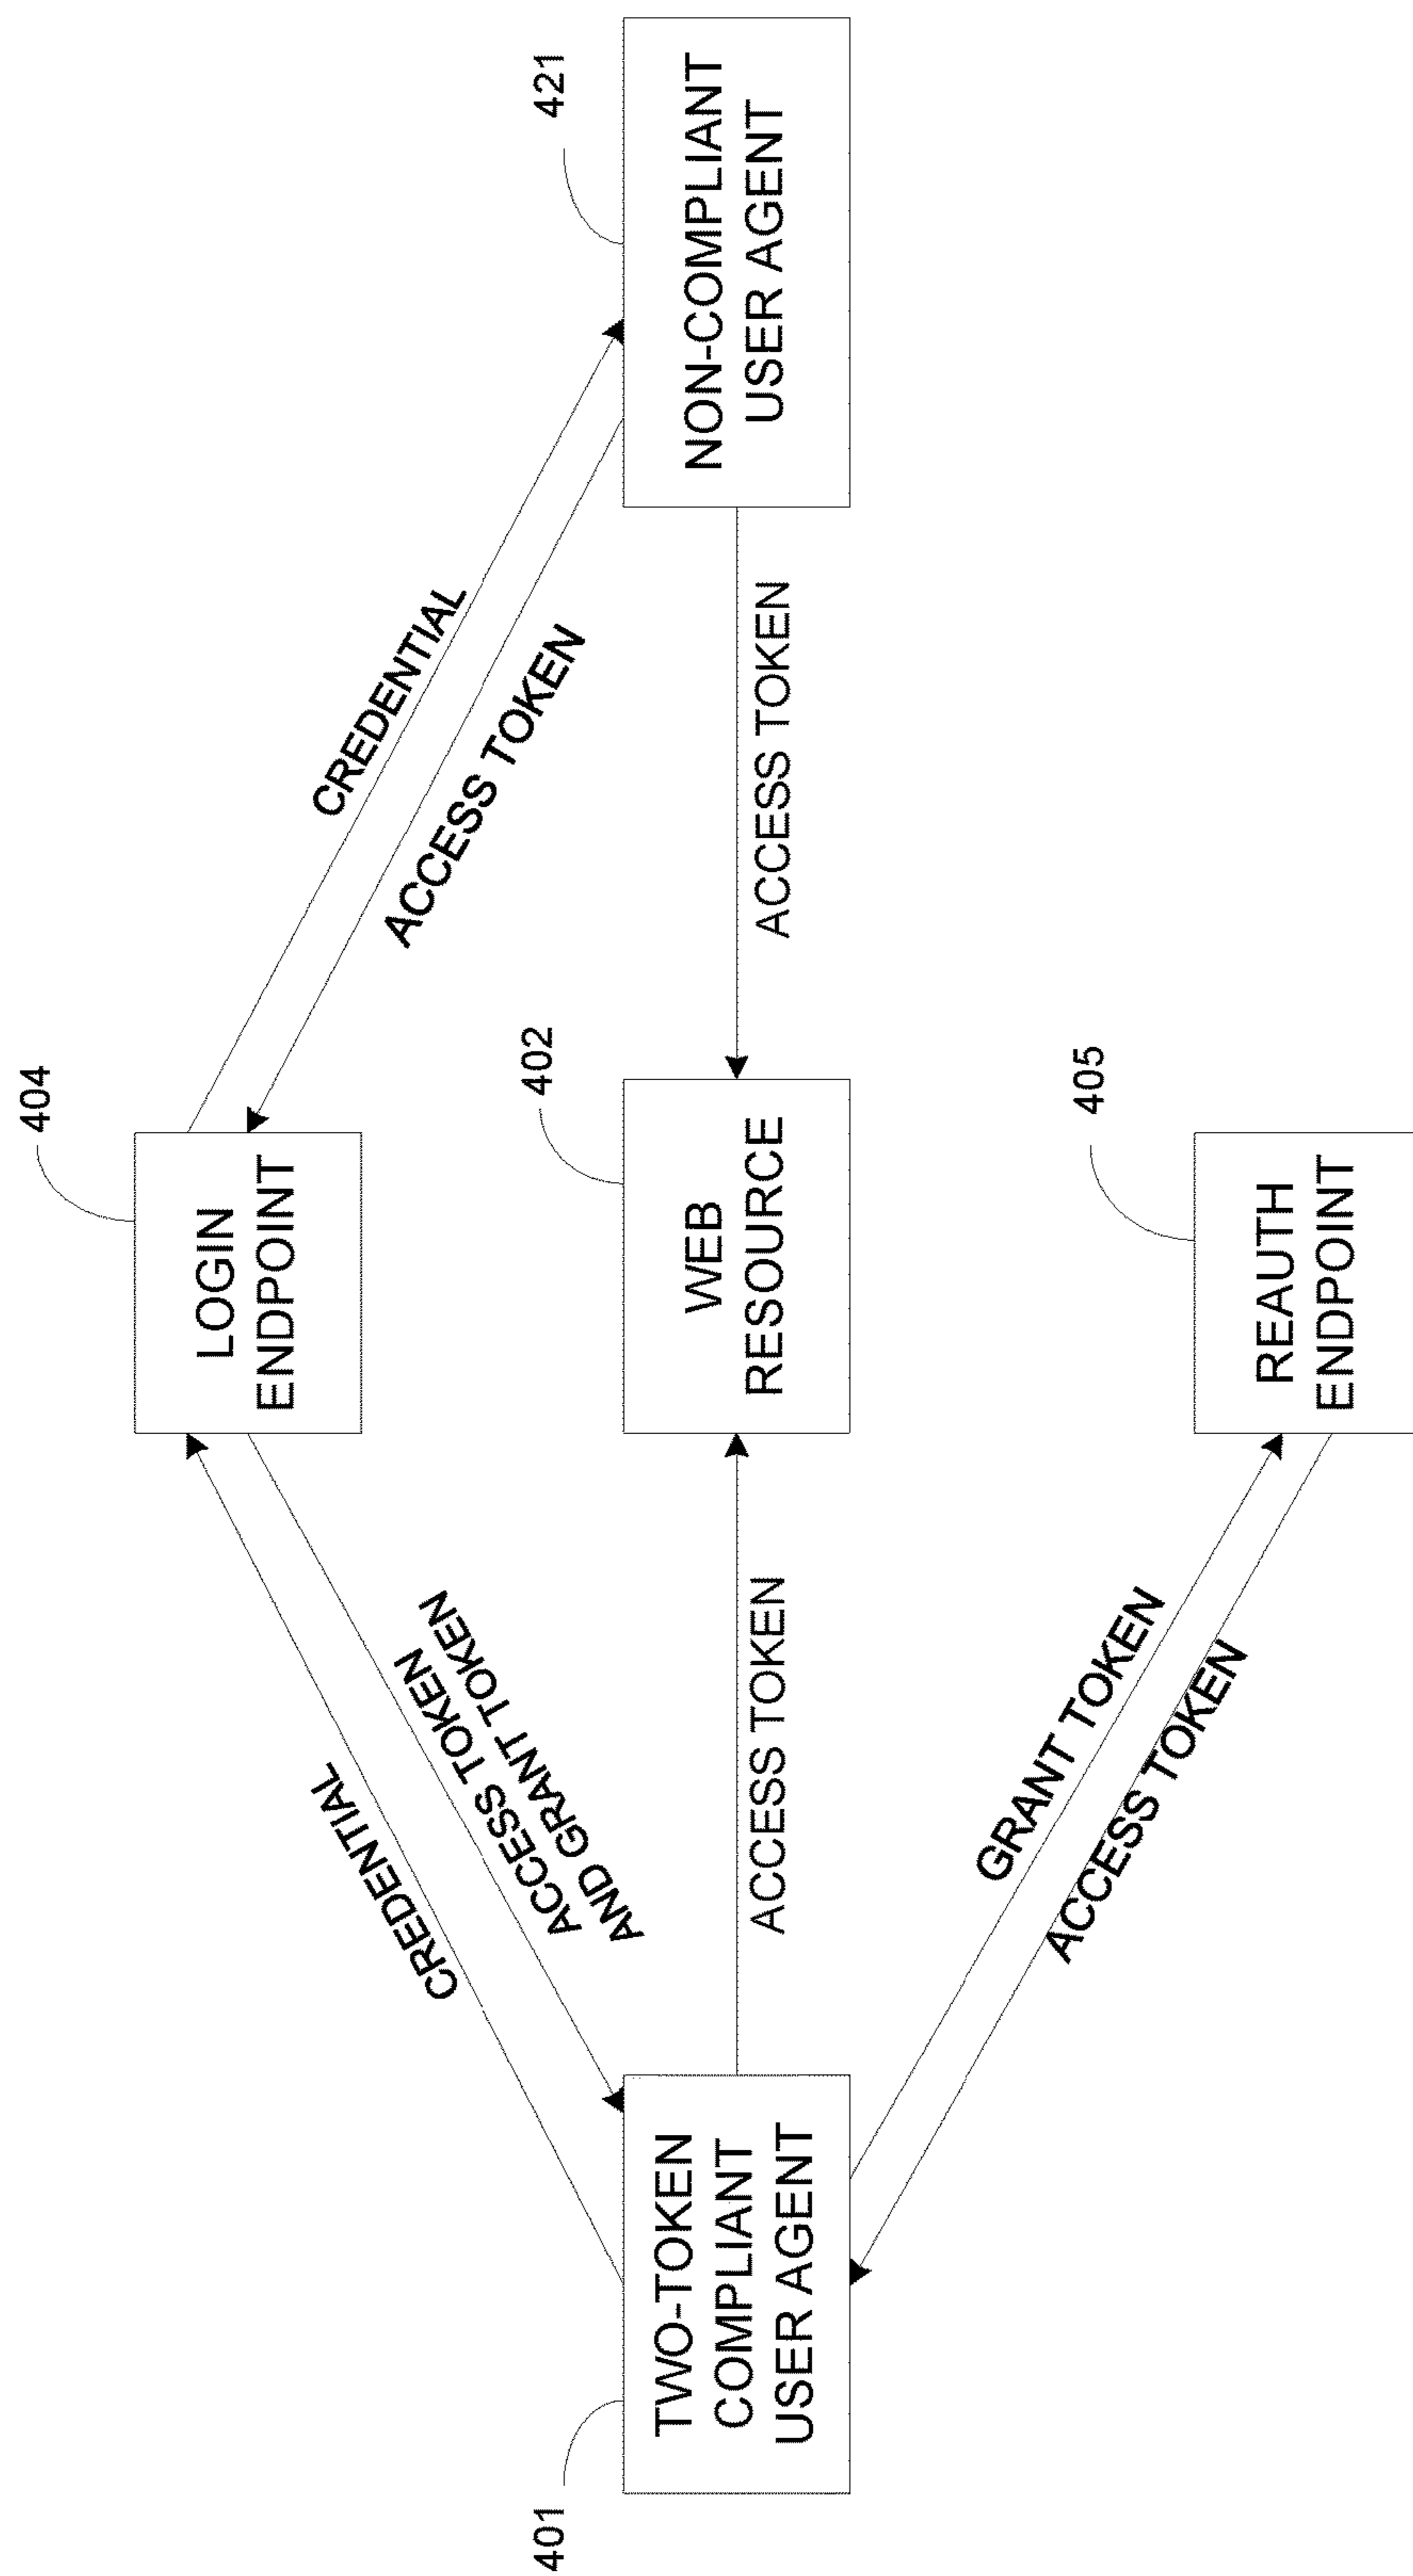 404
LOGIN
ENDPOINT
CREDENTIAL
ACCESS TOKEN
AND GRANT TOKEN
CREDENTIAL
ACCESS TOKEN
401
TWO-TOKEN
COMPLIANT
USER AGENT
ACCESS TOKEN
402
WEB
RESOURCE
ACCESS TOKEN
421
NON-COMPLIANT
USER AGENT
GRANT TOKEN
ACCESS TOKEN
405
REAUTH
ENDPOINT